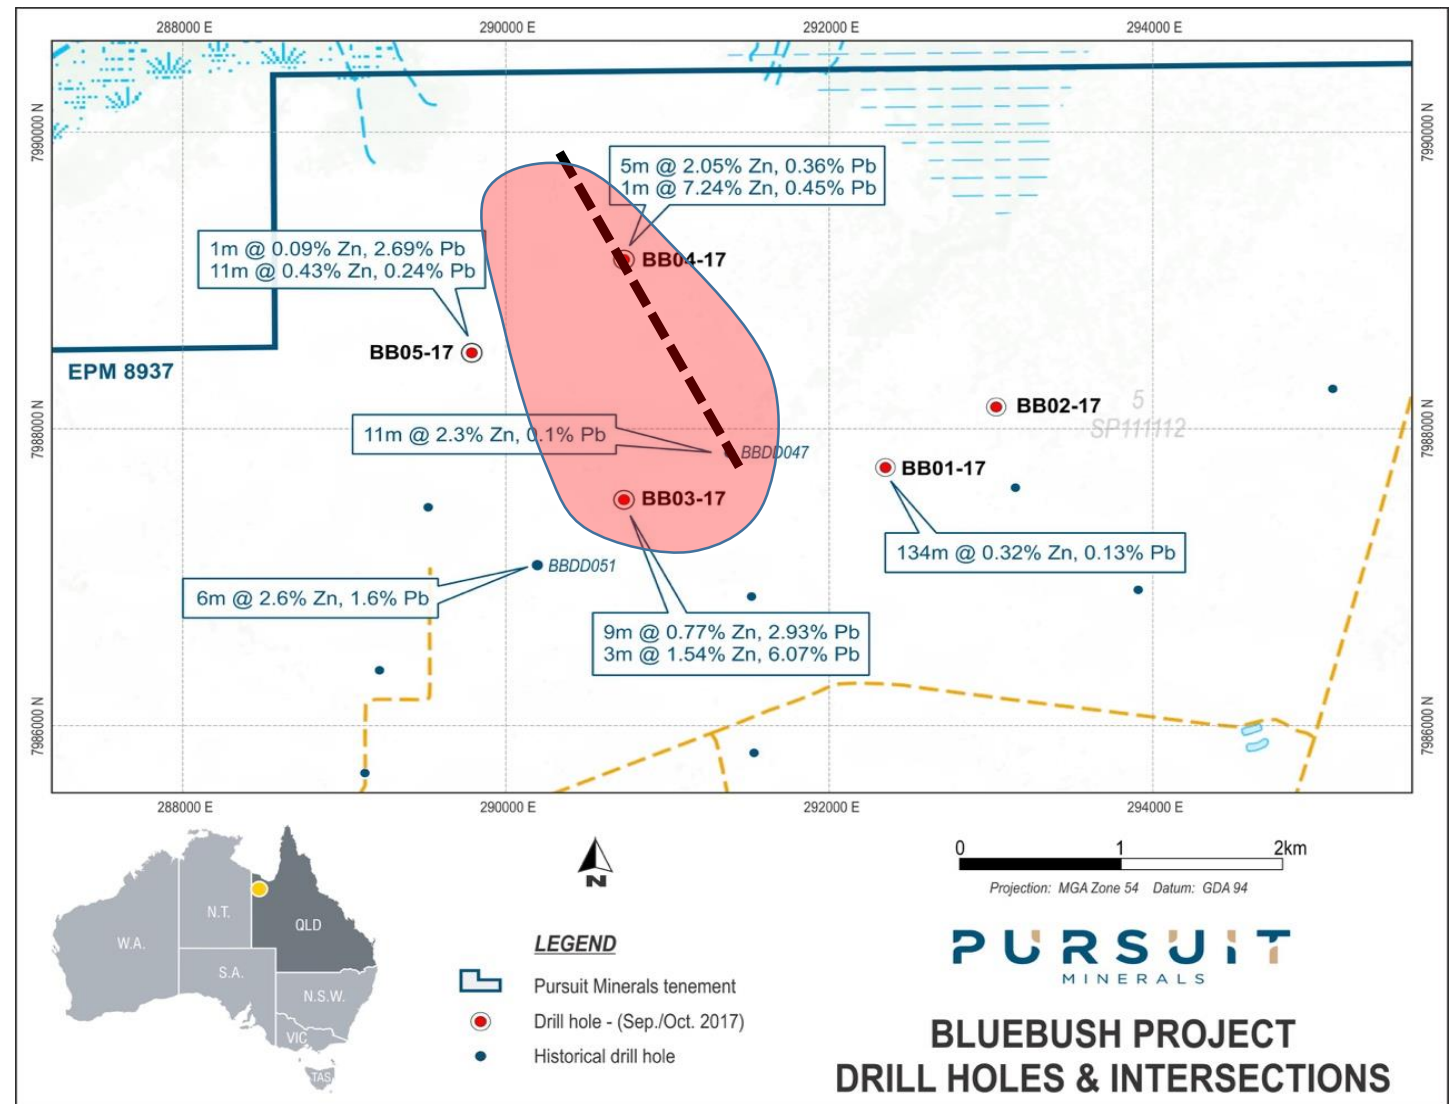 288000 E
290000 E
292000 E
294000 E
7990000 N
7990000 N
5m @ 2.05% Zn, 0.36% Pb
1m @ 7.24% Zn, 0.45% Pb
1m @ 0.09% Zn, 2.69% Pb
11m @ 0.43% Zn, 0.24% Pb
BB04-17
BB05-17
EPM 8937
BB02-17
5
SP111112
7988000 N
7988000 N
11m @ 2.3% Zn, 0.1% Pb
BBDD047
BB01-17
BB03-17
134m @ 0.32% Zn, 0.13% Pb
BBDD051
6m @ 2.6% Zn, 1.6% Pb
9m @ 0.77% Zn, 2.93% Pb
3m @ 1.54% Zn, 6.07% Pb
7986000 N
7986000 N
288000 E
290000 E
292000 E
294000 E
W.A.
N.T.
QLD
S.A.
N.S.W.
VIC
TAS
N
LEGEND
Pursuit Minerals tenement
Drill hole - (Sep./Oct. 2017)
Historical drill hole
0 1 2km
Projection: MGA Zone 54 Datum: GDA 94
PURSUIT
MINERALS
BLUEBUSH PROJECT
DRILL HOLES & INTERSECTIONS